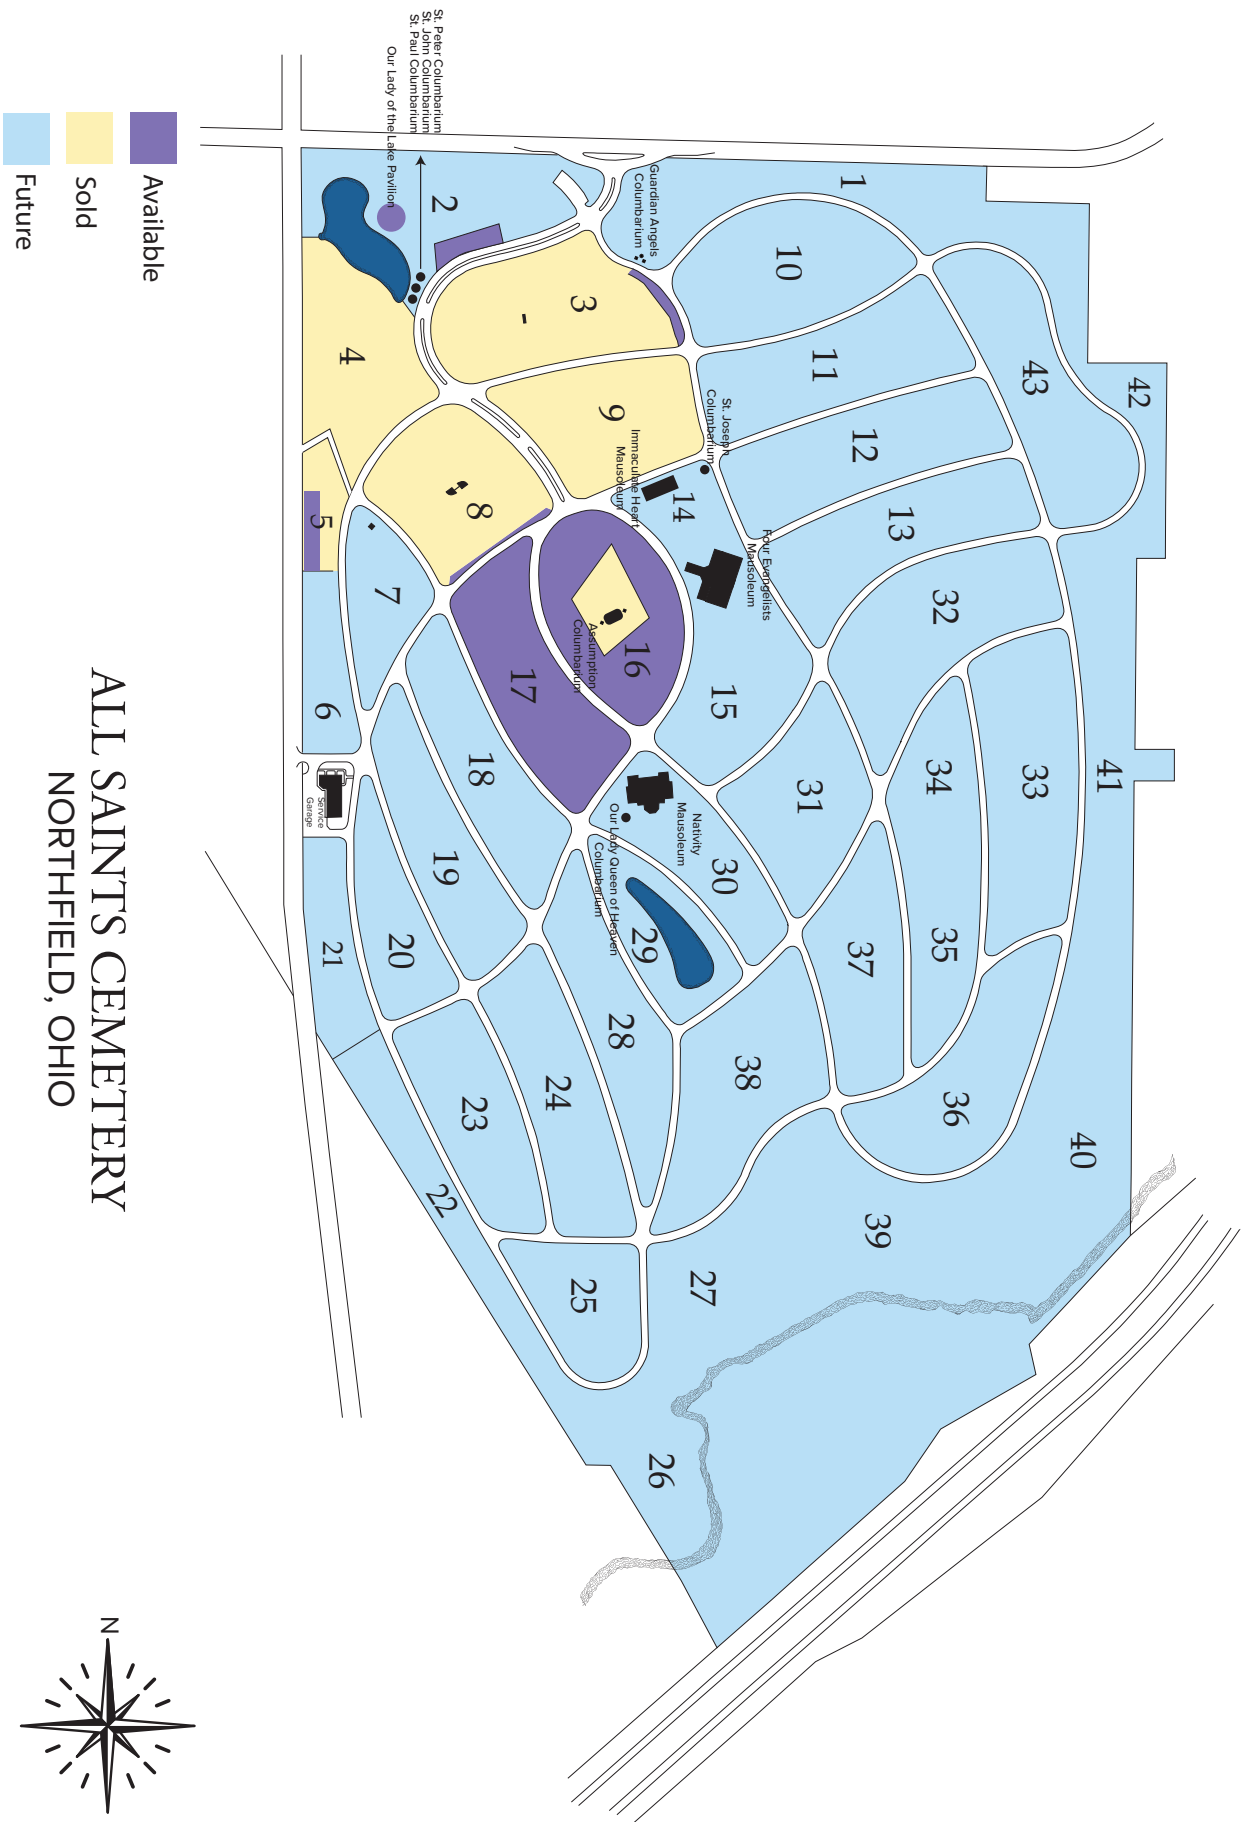 St. Peter Columbarium
St. John Columbarium
St. Paul Columbarium
Our Lady of the Lake Pavilion
Guardian Angels
Columbarium
St. Joseph
Columbarium
Immaculate Heart
Mausoleum
Four Evangelists
Mausoleum
Assumption
Columbarium
Nativity
Mausoleum
Our Lady Queen of Heaven
Columbarium
Service
Garage
1
2
3
4
5
6
7
8
9
10
11
12
13
14
15
16
17
18
19
20
21
22
23
24
25
26
27
28
29
30
31
32
33
34
35
36
37
38
39
40
41
42
43
Available
Sold
Future
ALL SAINTS CEMETERY
NORTHFIELD, OHIO
N